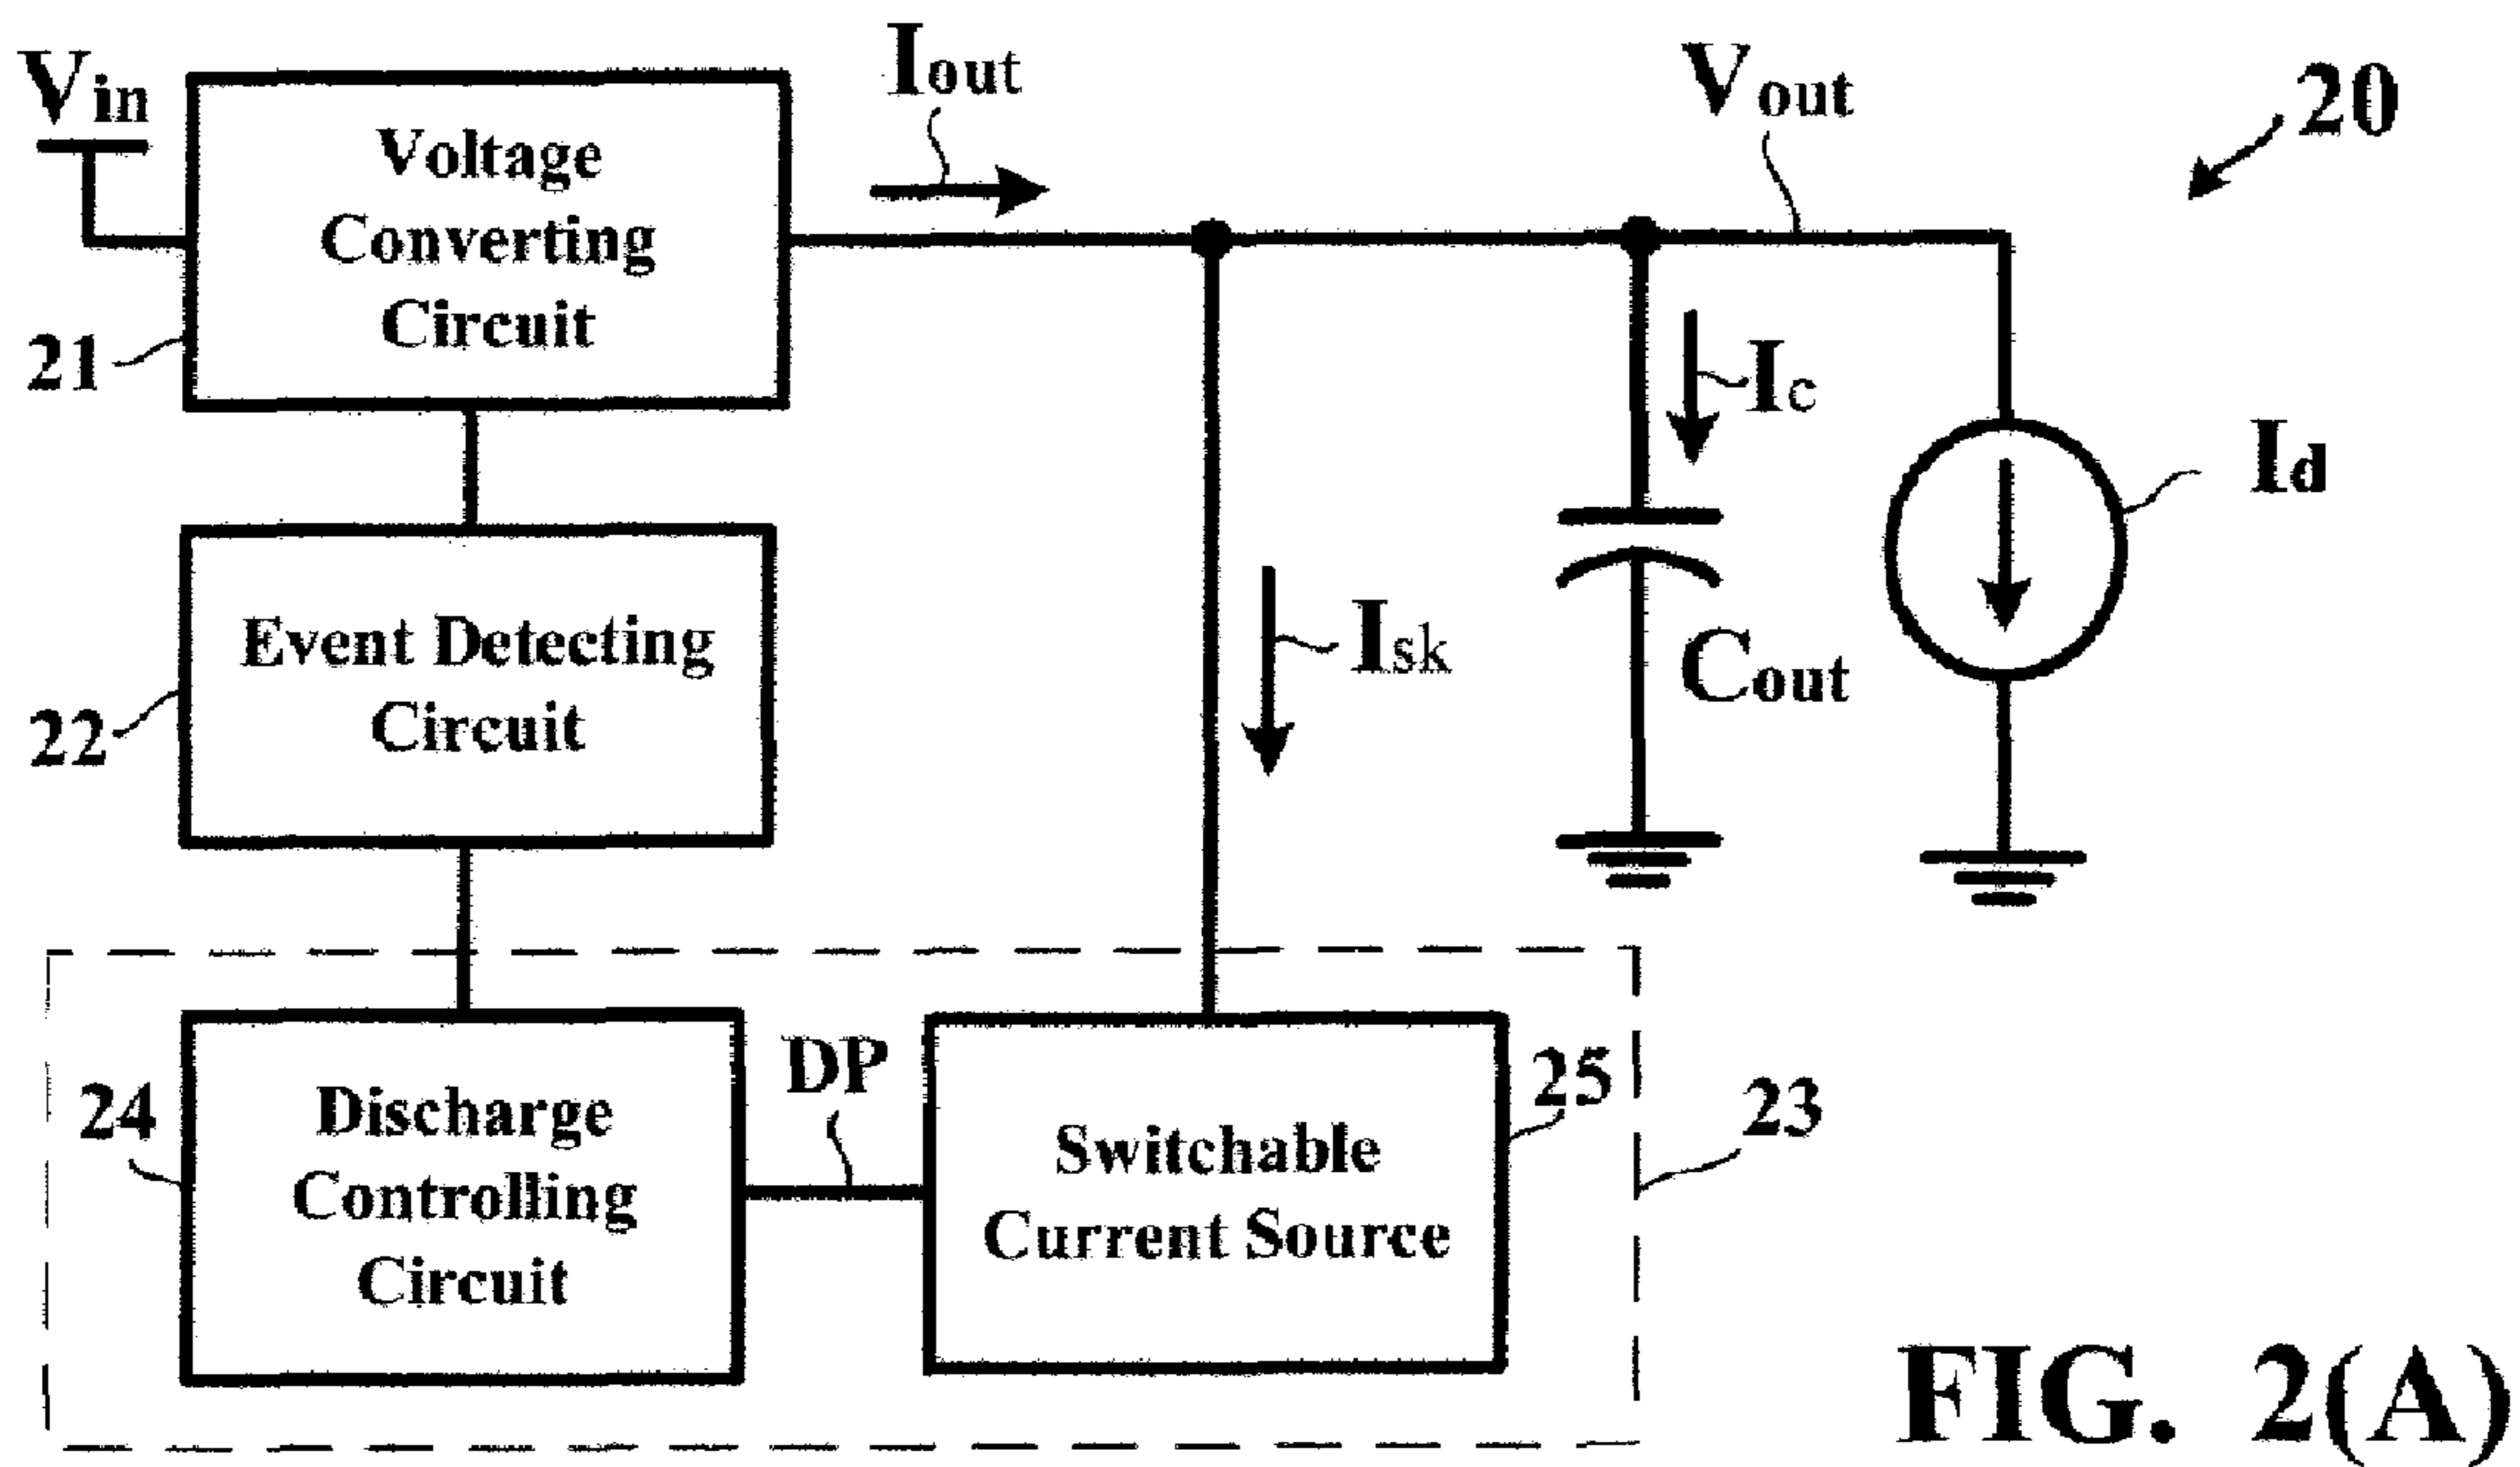 Vin
Iout
Vout
20
Voltage
Converting
Circuit
21
Ic
Id
Event Detecting
Circuit
22
Isk
Cout
24
Discharge
Controlling
Circuit
DP
Switchable
Current Source
25
23
FIG. 2(A)